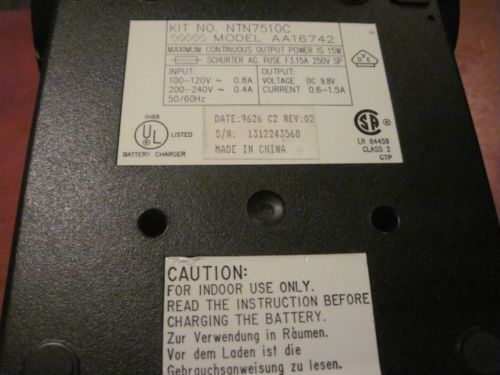 KIT NO. NTN7510C
MODEL AA16742
MAXIMUM CONTINUOUS OUTPUT POWER IS 15W
SCHURTER AG. FUSE F3.15A 250V SP
INPUT:
100-120V ~ 0.8A
200-240V ~ 0.4A
50/60Hz
OUTPUT:
VOLTAGE DC 9.8V
CURRENT 0.6-1.5A
VDE
1H88
UL LISTED
BATTERY CHARGER
DATE:9626 C2 REV:02
S/N: 1312243568
MADE IN CHINA
SA
LR 84459
CLASS 2
CTP
CAUTION:
FOR INDOOR USE ONLY.
READ THE INSTRUCTION BEFORE
CHARGING THE BATTERY.
Zur Verwendung in Räumen.
Vor dem Laden ist die
Gebrauchsanweisung zu lesen.